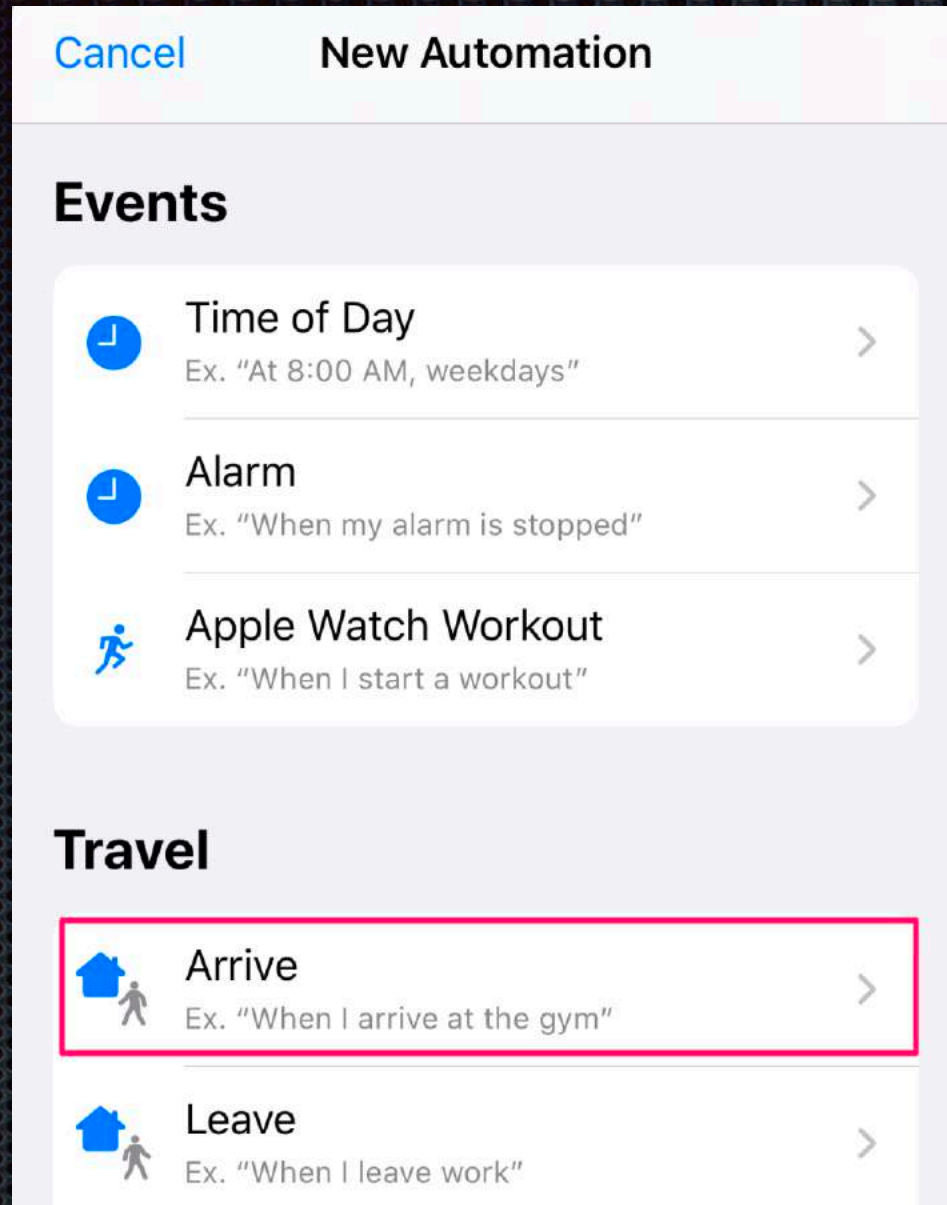 Cancel New Automation
Events
Time of Day
Ex. “At 8:00 AM, weekdays”
Alarm
Ex. “When my alarm is stopped”
Apple Watch Workout
Ex. “When I start a workout”
Travel
Arrive
Ex. “When I arrive at the gym”
Leave
Ex. “When I leave work”